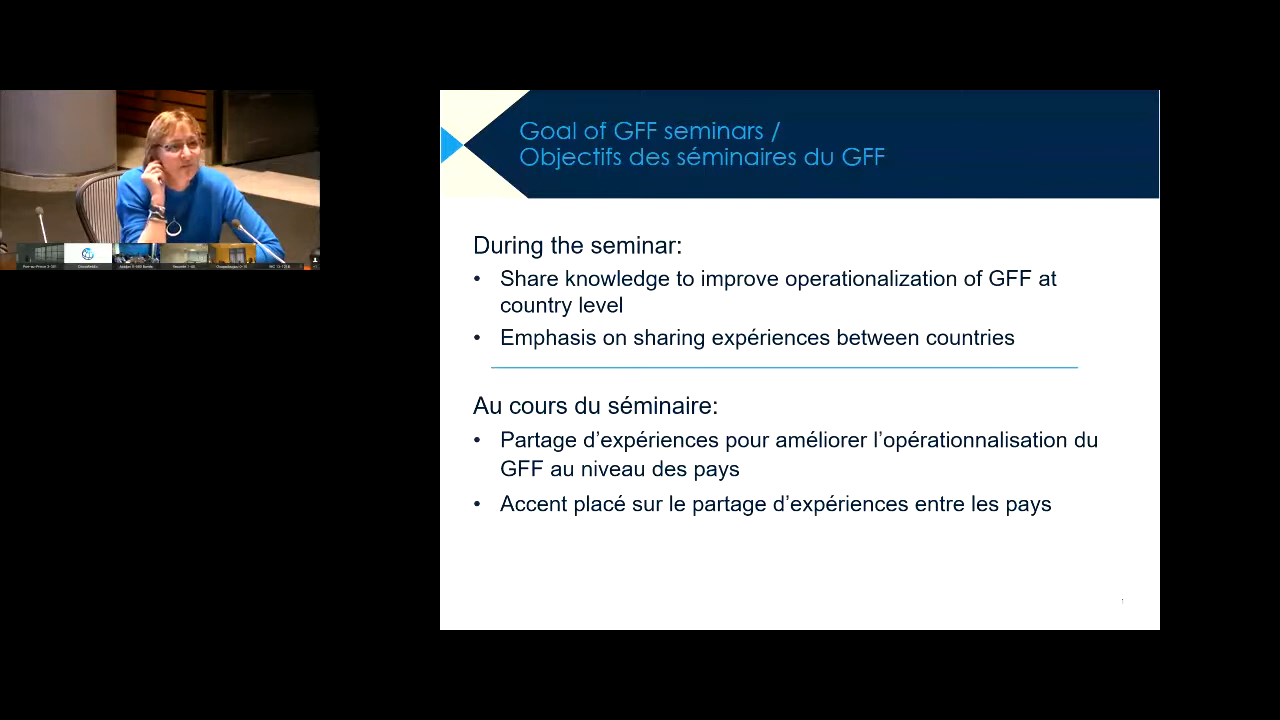 Goal of GFF seminars /
Objectifs des séminaires du GFF
During the seminar:
• Share knowledge to improve operationalization of GFF at
country level
• Emphasis on sharing expériences between countries
Au cours du séminaire:
• Partage d’expériences pour améliorer l’opérationnalisation du
GFF au niveau des pays
• Accent placé sur le partage d’expériences entre les pays